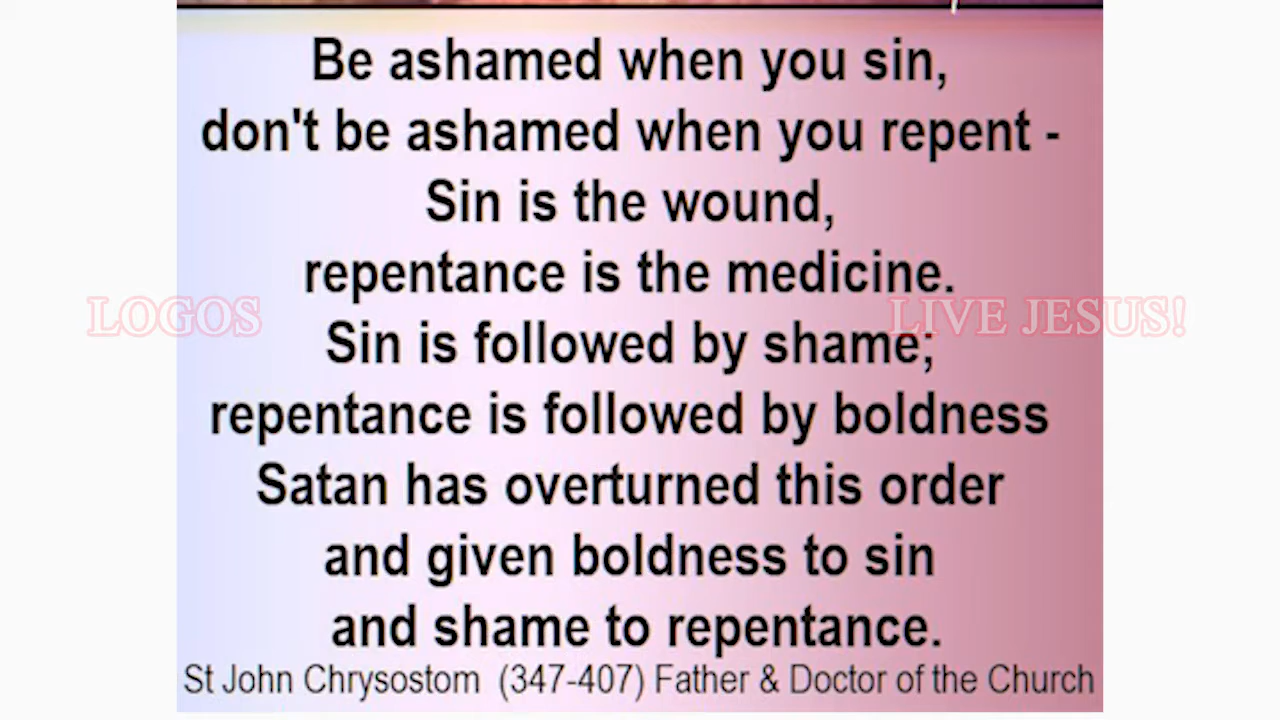 Be ashamed when you sin,
don't be ashamed when you repent -
Sin is the wound,
repentance is the medicine.
LOGOS
LIVE JESUS!
Sin is followed by shame;
repentance is followed by boldness
Satan has overturned this order
and given boldness to sin
and shame to repentance.
St John Chrysostom (347-407) Father & Doctor of the Church